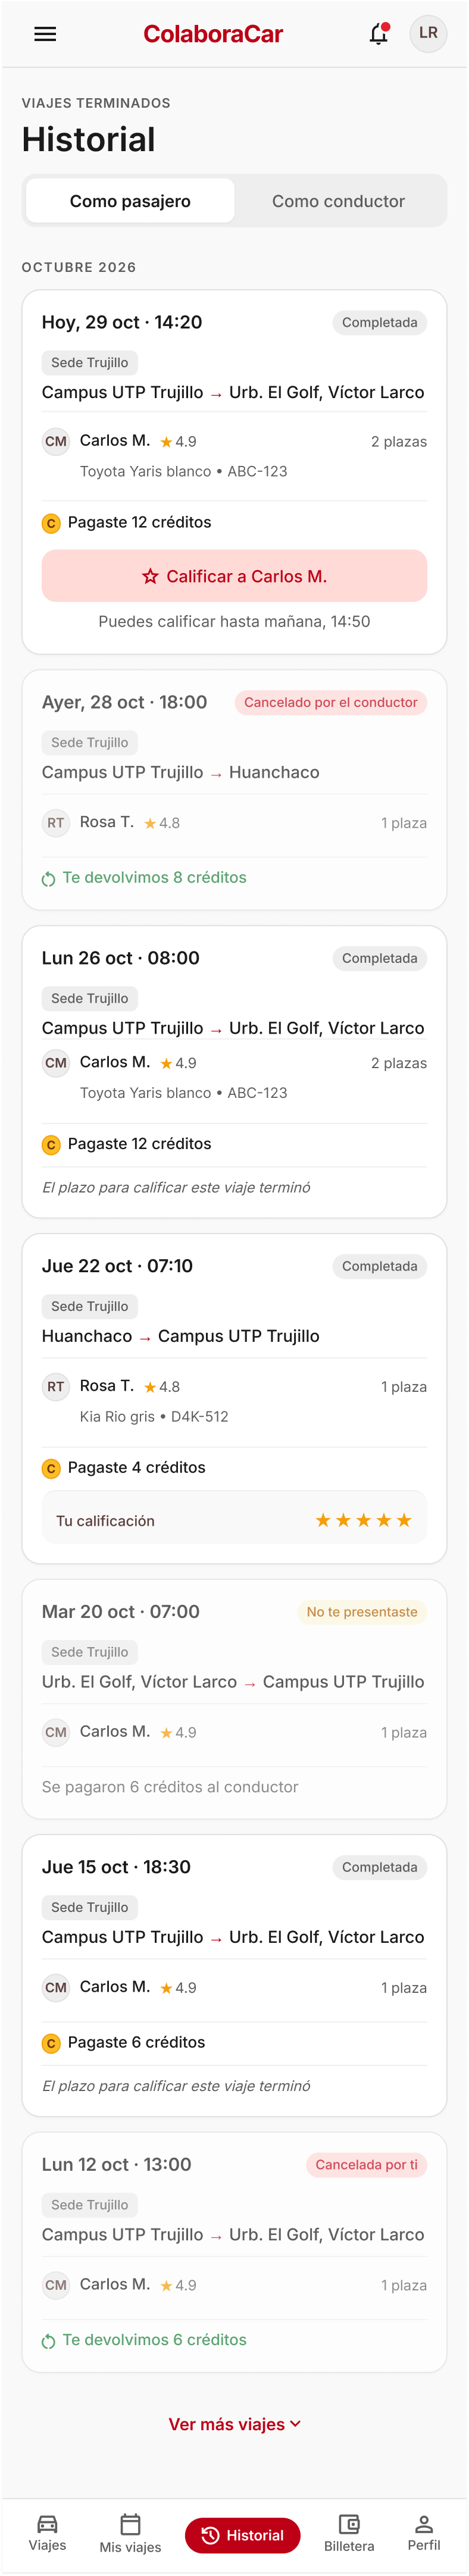 ColaboraCar
LR
VIAJES TERMINADOS
Historial
Como pasajero
Como conductor
OCTUBRE 2026
Hoy, 29 oct · 14:20
Completada
Sede Trujillo
Campus UTP Trujillo → Urb. El Golf, Víctor Larco
CM Carlos M. ★ 4.9
2 plazas
Toyota Yaris blanco • ABC-123
C Pagaste 12 créditos
Calificar a Carlos M.
Puedes calificar hasta mañana, 14:50
Ayer, 28 oct · 18:00
Cancelado por el conductor
Sede Trujillo
Campus UTP Trujillo → Huanchaco
RT Rosa T. ★ 4.8
1 plaza
Te devolvimos 8 créditos
Lun 26 oct · 08:00
Completada
Sede Trujillo
Campus UTP Trujillo → Urb. El Golf, Víctor Larco
CM Carlos M. ★ 4.9
2 plazas
Toyota Yaris blanco • ABC-123
C Pagaste 12 créditos
El plazo para calificar este viaje terminó
Jue 22 oct · 07:10
Completada
Sede Trujillo
Huanchaco → Campus UTP Trujillo
RT Rosa T. ★ 4.8
1 plaza
Kia Rio gris • D4K-512
C Pagaste 4 créditos
Tu calificación ★★★★★
Mar 20 oct · 07:00
No te presentaste
Sede Trujillo
Urb. El Golf, Víctor Larco → Campus UTP Trujillo
CM Carlos M. ★ 4.9
1 plaza
Se pagaron 6 créditos al conductor
Jue 15 oct · 18:30
Completada
Sede Trujillo
Campus UTP Trujillo → Urb. El Golf, Víctor Larco
CM Carlos M. ★ 4.9
1 plaza
C Pagaste 6 créditos
El plazo para calificar este viaje terminó
Lun 12 oct · 13:00
Cancelada por ti
Sede Trujillo
Campus UTP Trujillo → Urb. El Golf, Víctor Larco
CM Carlos M. ★ 4.9
1 plaza
Te devolvimos 6 créditos
Ver más viajes
Viajes
Mis viajes
Historial
Billetera
Perfil